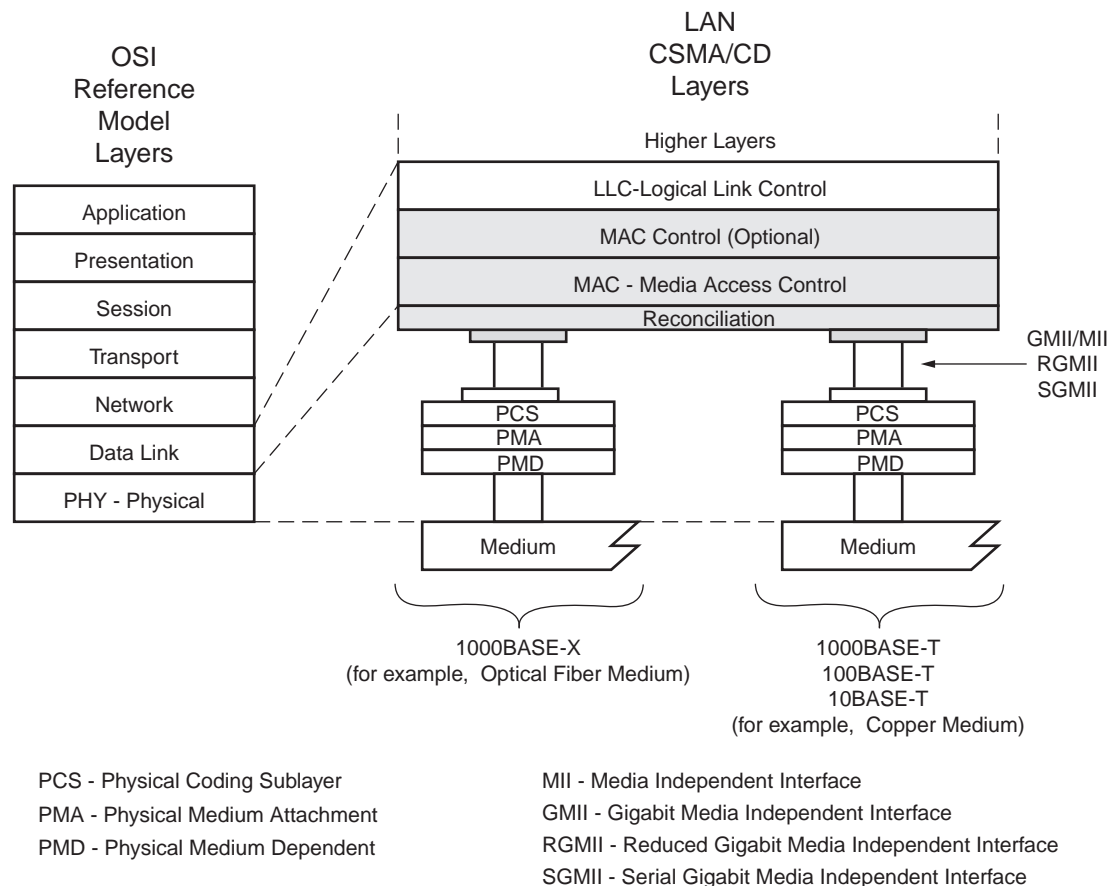 OSI
Reference
Model
Layers
Application
Presentation
Session
Transport
Network
Data Link
PHY - Physical
LAN
CSMA/CD
Layers
Higher Layers
LLC-Logical Link Control
MAC Control (Optional)
MAC - Media Access Control
Reconciliation
GMII/MII
RGMII
SGMII
PCS
PMA
PMD
Medium
1000BASE-X
(for example, Optical Fiber Medium)
PCS
PMA
PMD
Medium
1000BASE-T
100BASE-T
10BASE-T
(for example, Copper Medium)
PCS - Physical Coding Sublayer
PMA - Physical Medium Attachment
PMD - Physical Medium Dependent
MII - Media Independent Interface
GMII - Gigabit Media Independent Interface
RGMII - Reduced Gigabit Media Independent Interface
SGMII - Serial Gigabit Media Independent Interface